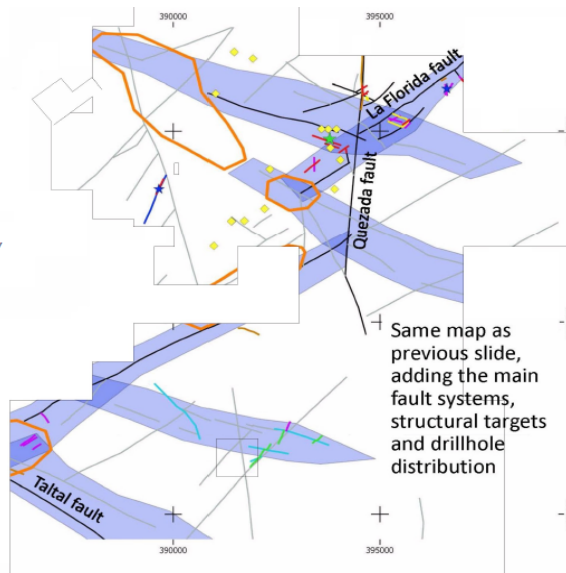 390000
395000
La Florida fault
Quezada fault
Same map as
previous slide,
adding the main
fault systems,
structural targets
and drillhole
distribution
Taltal fault
390000
395000